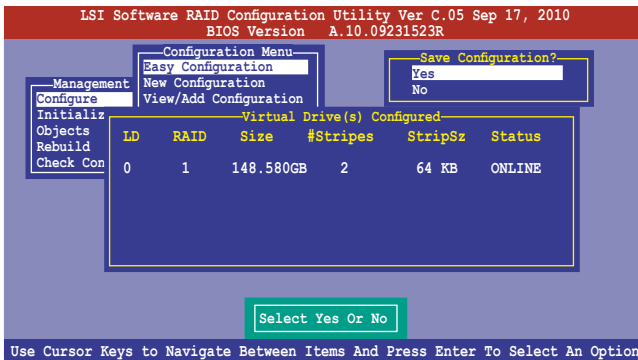 LSI Software RAID Configuration Utility Ver C.05 Sep 17, 2010
BIOS Version A.10.09231523R
Configuration Menu
Easy Configuration
New Configuration
View/Add Configuration
Save Configuration?
Yes
No
Management
Configure
Initializ
Objects
Rebuild
Check Con
Virtual Drive(s) Configured
LD RAID Size #Stripes StripSz Status
0 1 148.580GB 2 64 KB ONLINE
Select Yes Or No
Use Cursor Keys to Navigate Between Items And Press Enter To Select An Option